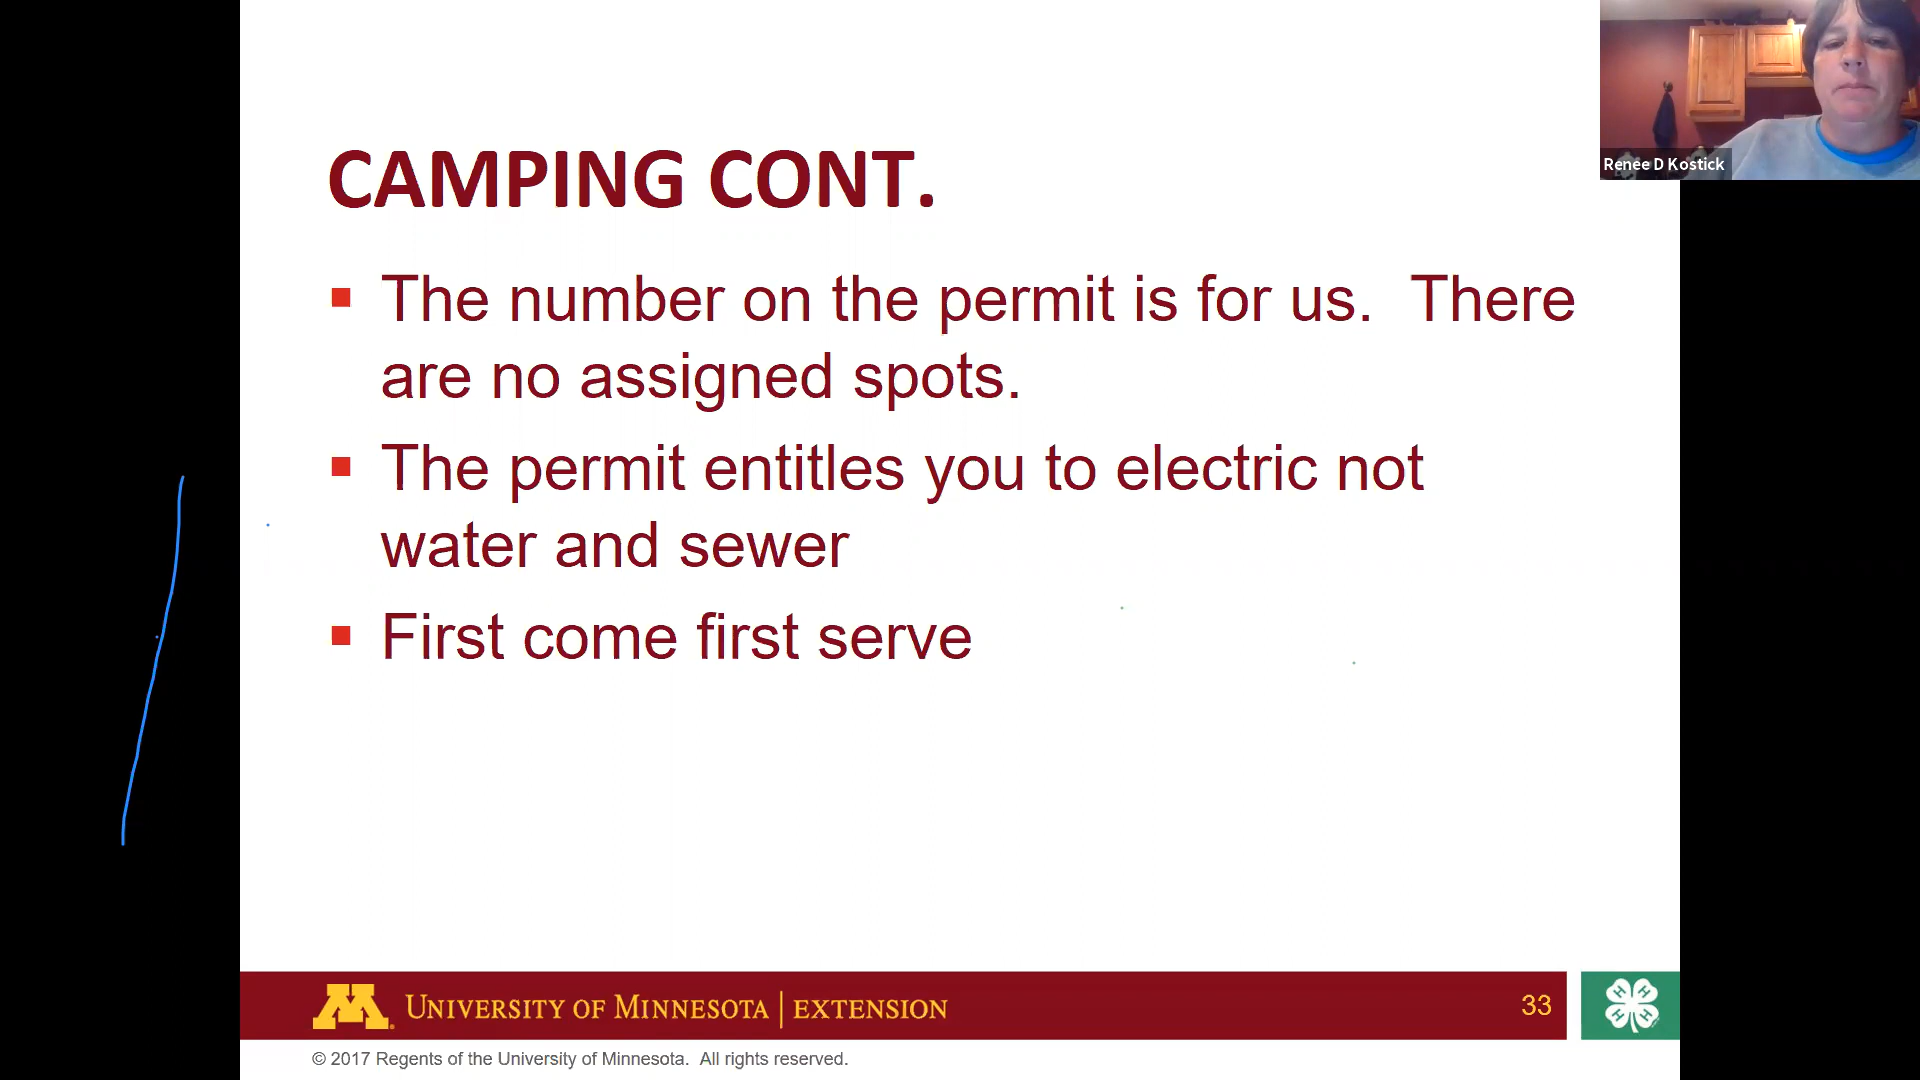 CAMPING CONT.
The number on the permit is for us. There
are no assigned spots.
The permit entitles you to electric not
water and sewer
First come first serve
Renee D Kostick
M
UNIVERSITY OF MINNESOTA | EXTENSION
33
H H
H H
© 2017 Regents of the University of Minnesota. All rights reserved.